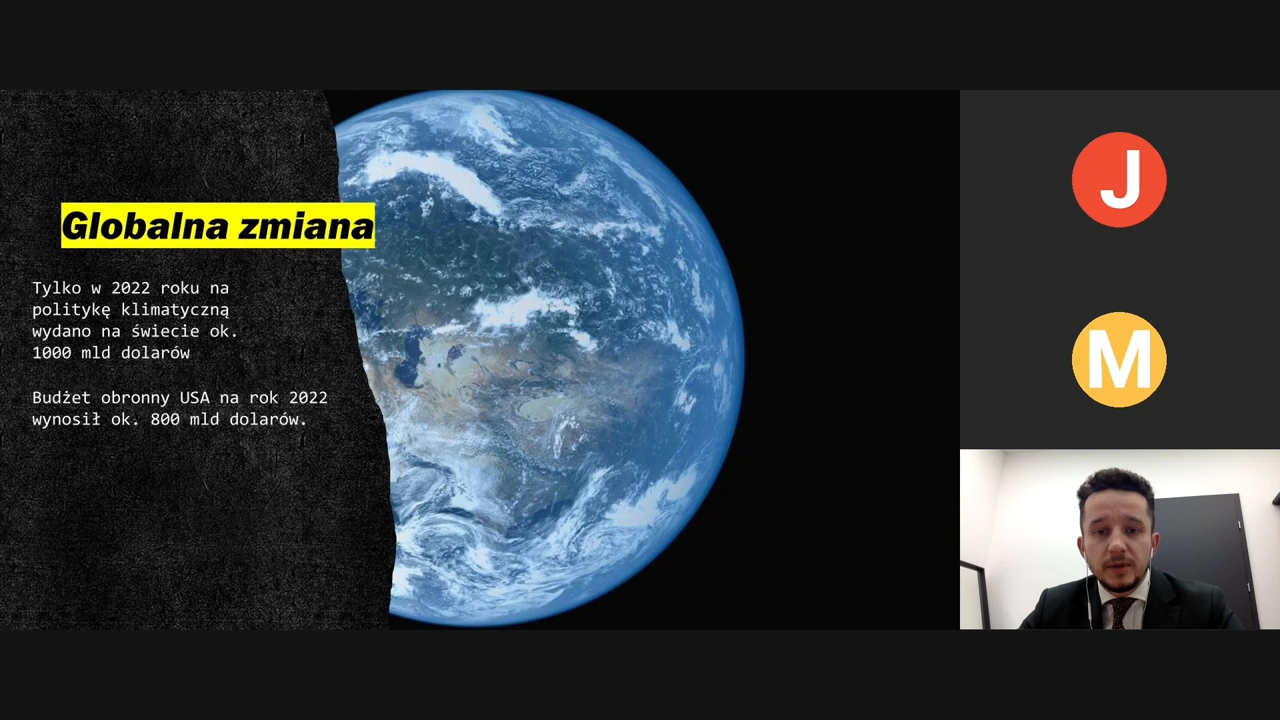 Globalna zmiana
Tylko w 2022 roku na
politykę klimatyczną
wydano na świecie ok.
1000 mld dolarów
Budżet obronny USA na rok 2022
wynosił ok. 800 mld dolarów.
J
M